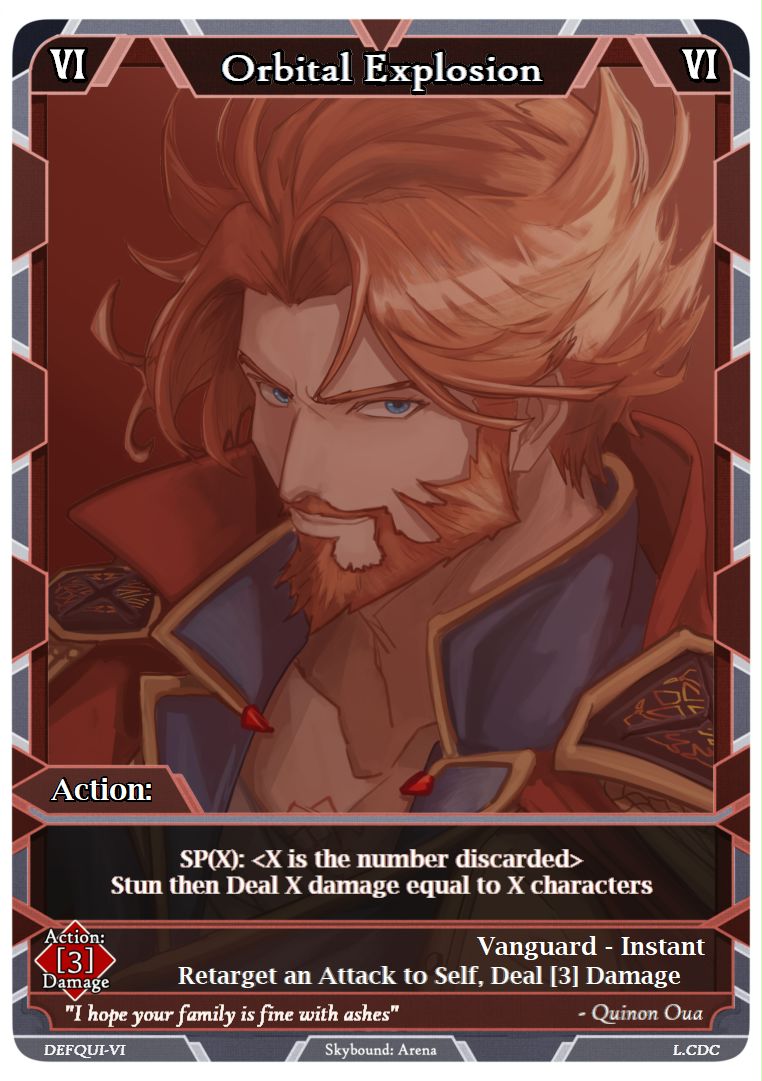 VI Orbital Explosion VI
Action:
SP(X): <X is the number discarded>
Stun then Deal X damage equal to X characters
Action:
[3]
Damage
Vanguard - Instant
Retarget an Attack to Self, Deal [3] Damage
"I hope your family is fine with ashes" - Quinon Oua
DEFQUI-VI Skybound: Arena L.CDC